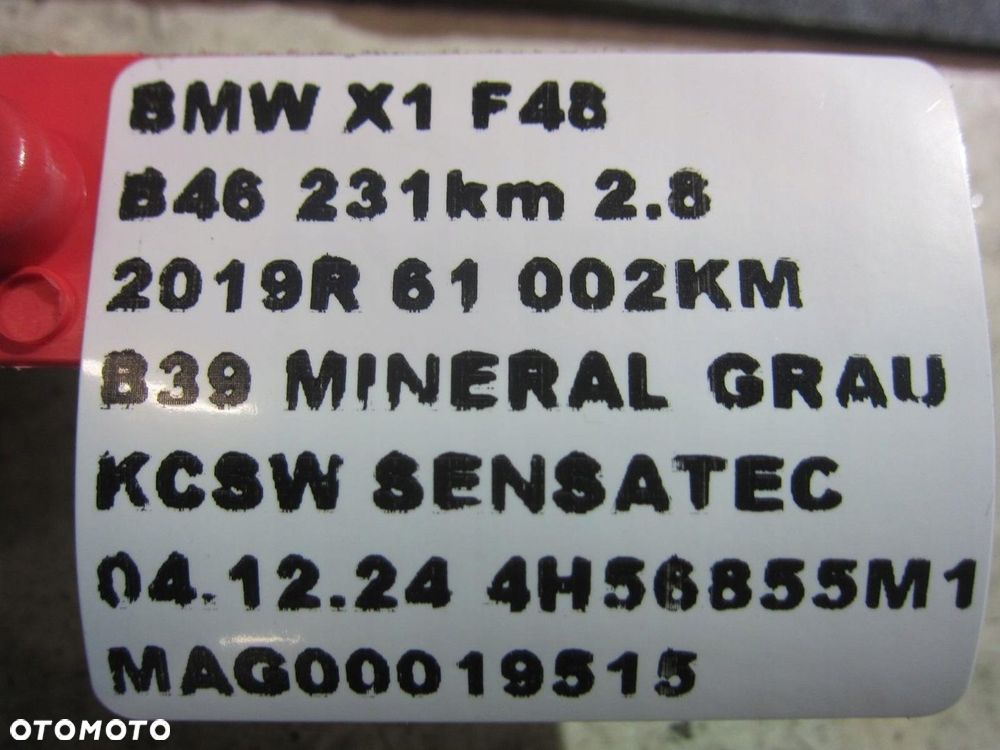 BMW X1 F48
B46 231km 2.8
2019R 61 002KM
B39 MINERAL GRAU
KCSW SENSATEC
04.12.24 4H56855M1
MAG00019515
OTOMOTO